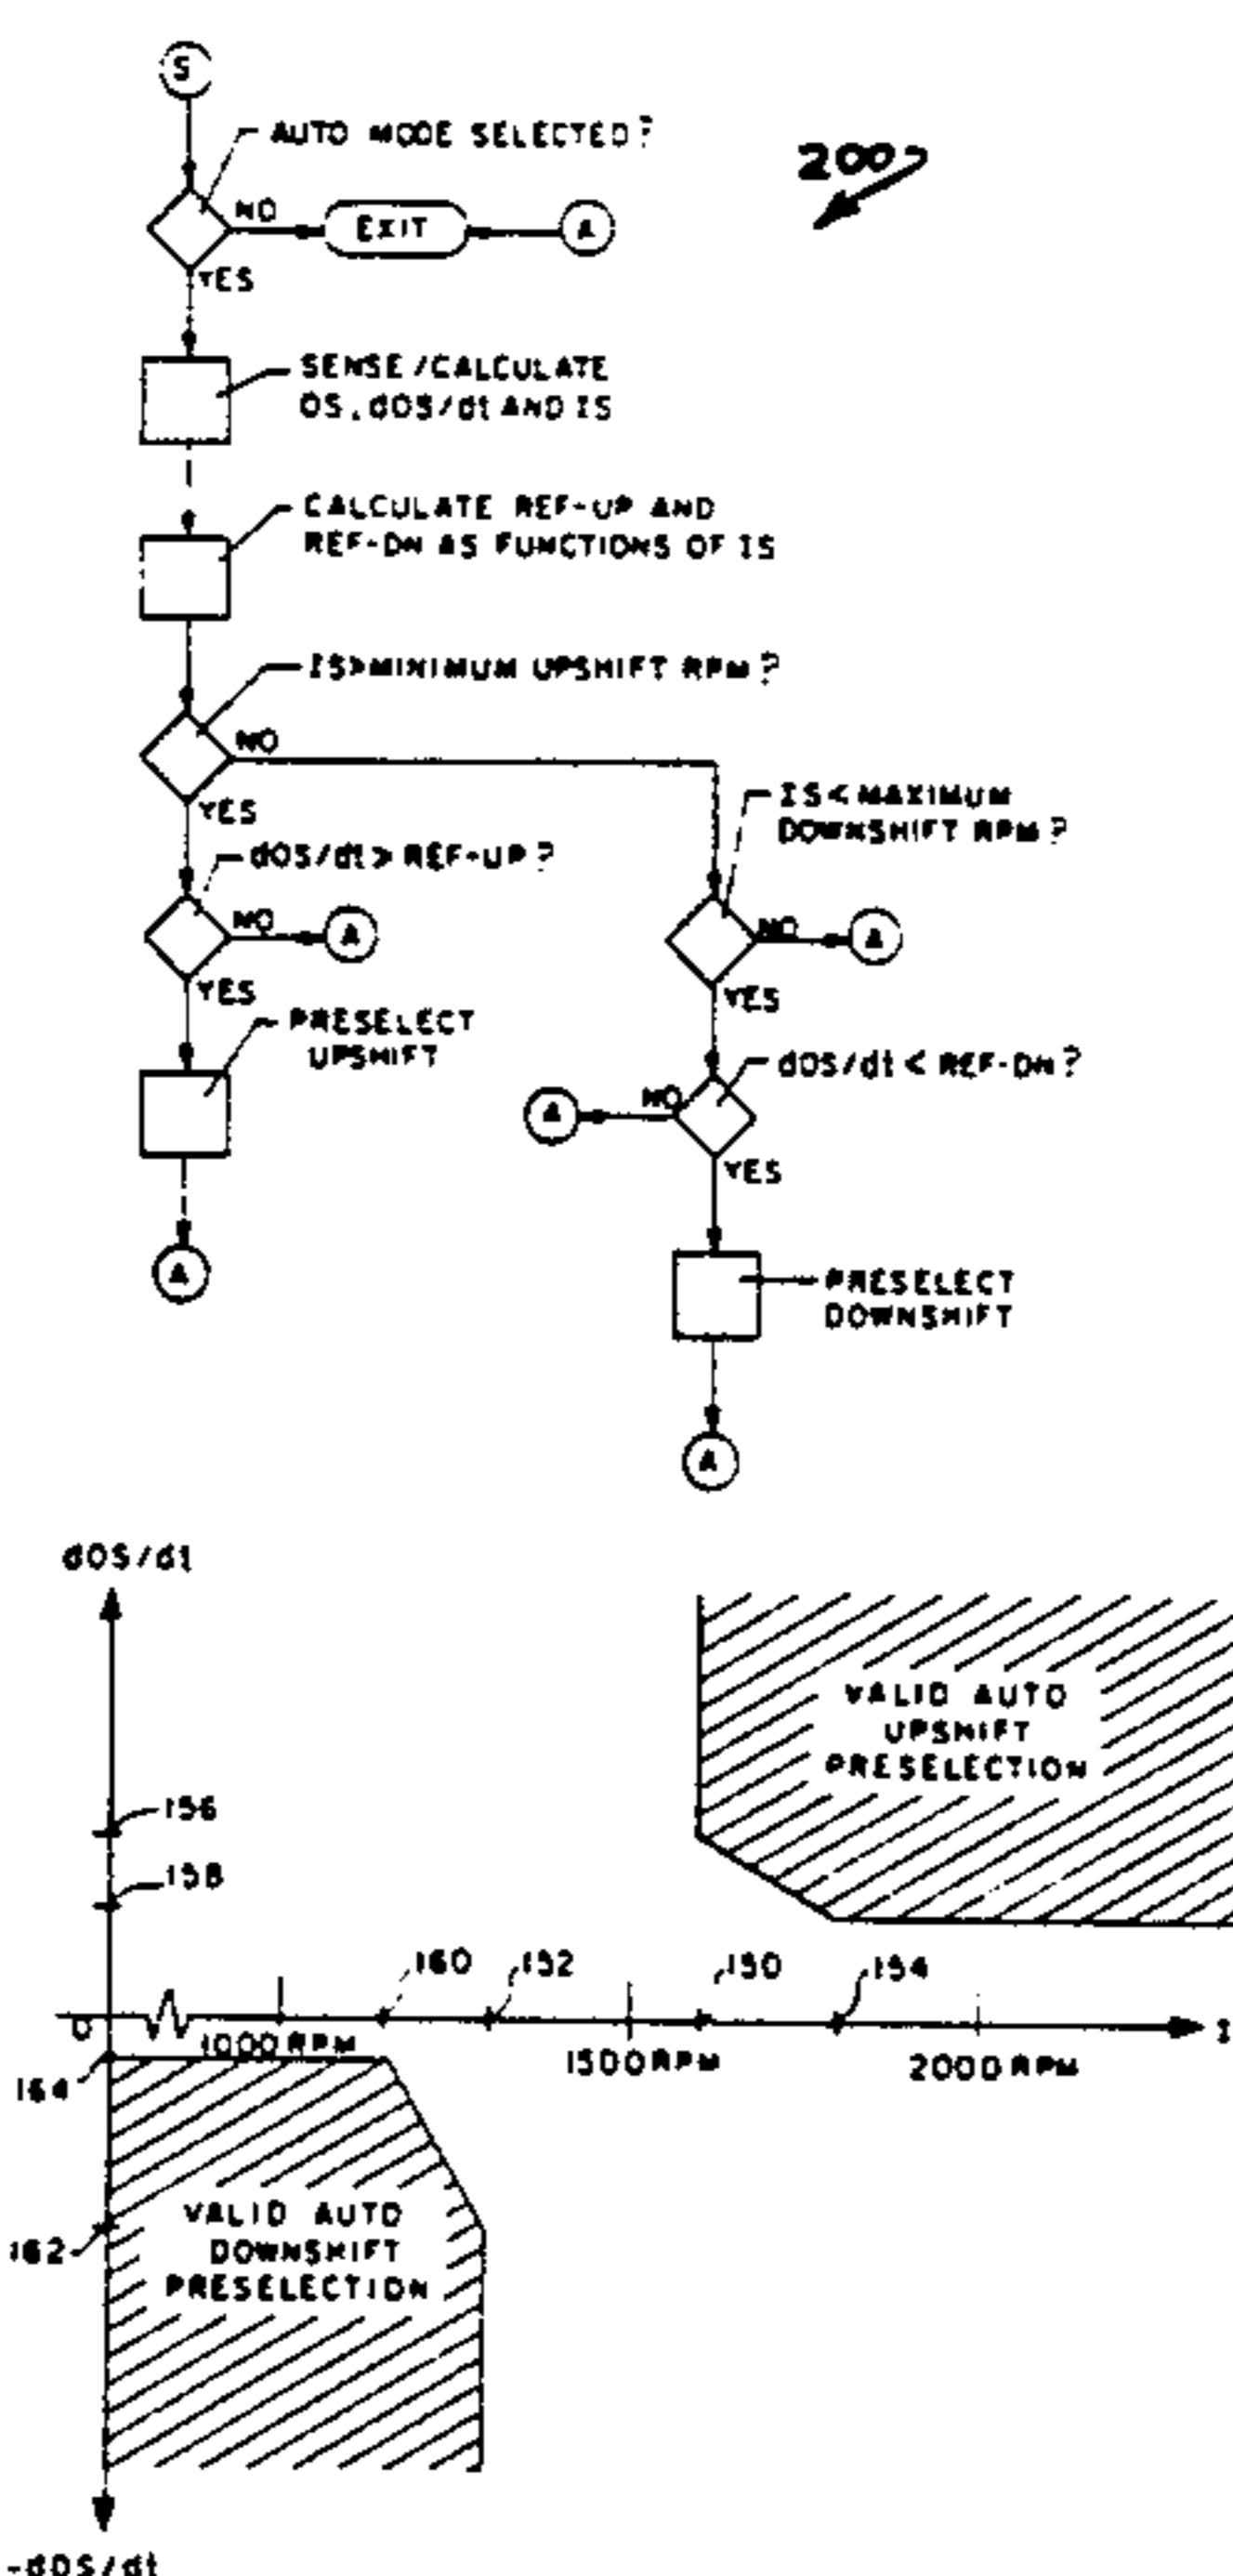 S
AUTO MODE SELECTED?
200
NO
EXIT
A
YES
SENSE/CALCULATE
OS, dOS/dt AND IS
CALCULATE REF-UP AND
REF-DN AS FUNCTIONS OF IS
IS>MINIMUM UPSHIFT RPM?
NO
YES
IS<MAXIMUM
DOWNSHIFT RPM?
dOS/dt> REF-UP?
NO
A
NO
A
YES
YES
PRESELECT
UPSHIFT
dOS/dt < REF-DN?
A
NO
YES
A
PRESELECT
DOWNSHIFT
A
dOS/dt
VALID AUTO
UPSHIFT
PRESELECTION
156
158
160
152
150
154
0
1000 RPM
1500 RPM
2000 RPM
I
164
VALID AUTO
DOWNSHIFT
PRESELECTION
162
-dOS/dt